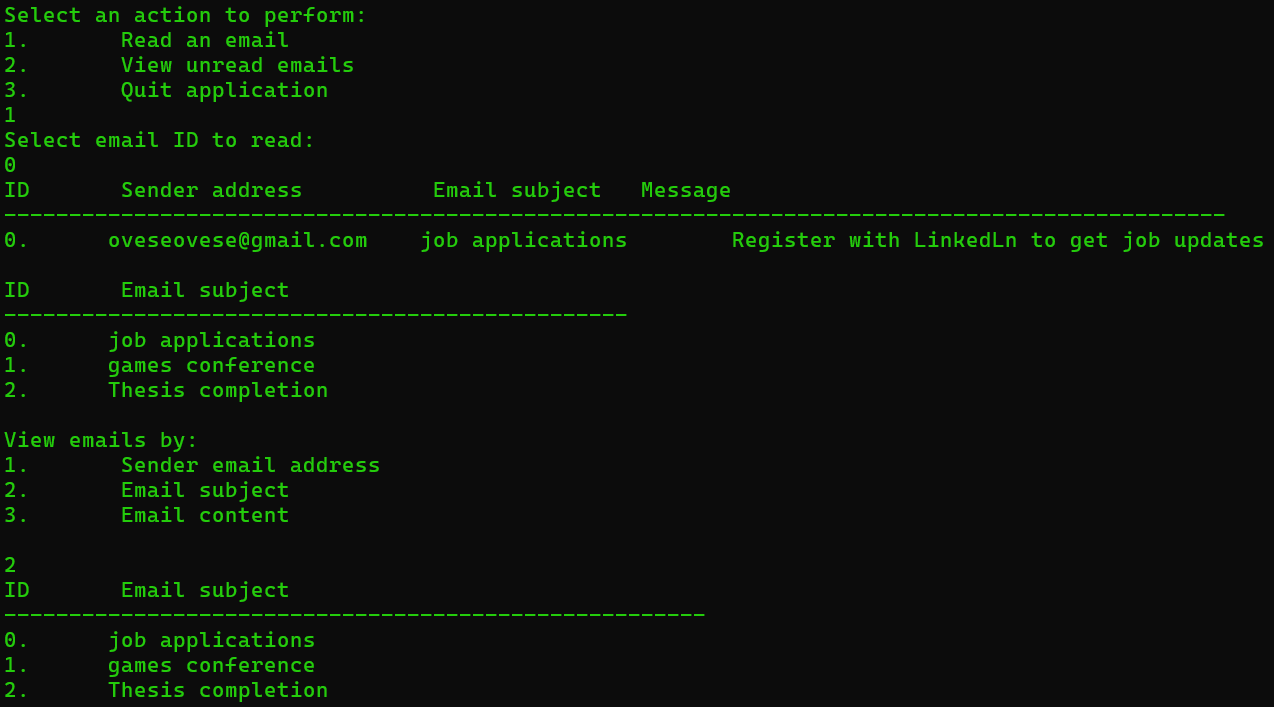 Select an action to perform:
1.       Read an email
2.       View unread emails
3.       Quit application
1
Select email ID to read:
0
ID       Sender address          Email subject   Message
----------------------------------------------------------------------------------------------
0.      oveseovese@gmail.com    job applications        Register with LinkedLn to get job updates
ID       Email subject
------------------------------------------------
0.      job applications
1.      games conference
2.      Thesis completion
View emails by:
1.       Sender email address
2.       Email subject
3.       Email content
2
ID       Email subject
------------------------------------------------------
0.      job applications
1.      games conference
2.      Thesis completion